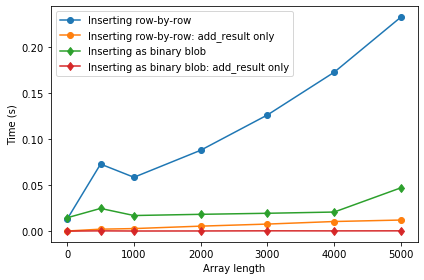 Inserting row-by-row
Inserting row-by-row: add_result only
Inserting as binary blob
Inserting as binary blob: add_result only
0.20
0.15
0.10
0.05
0.00
Time (s)
0 1000 2000 3000 4000 5000
Array length